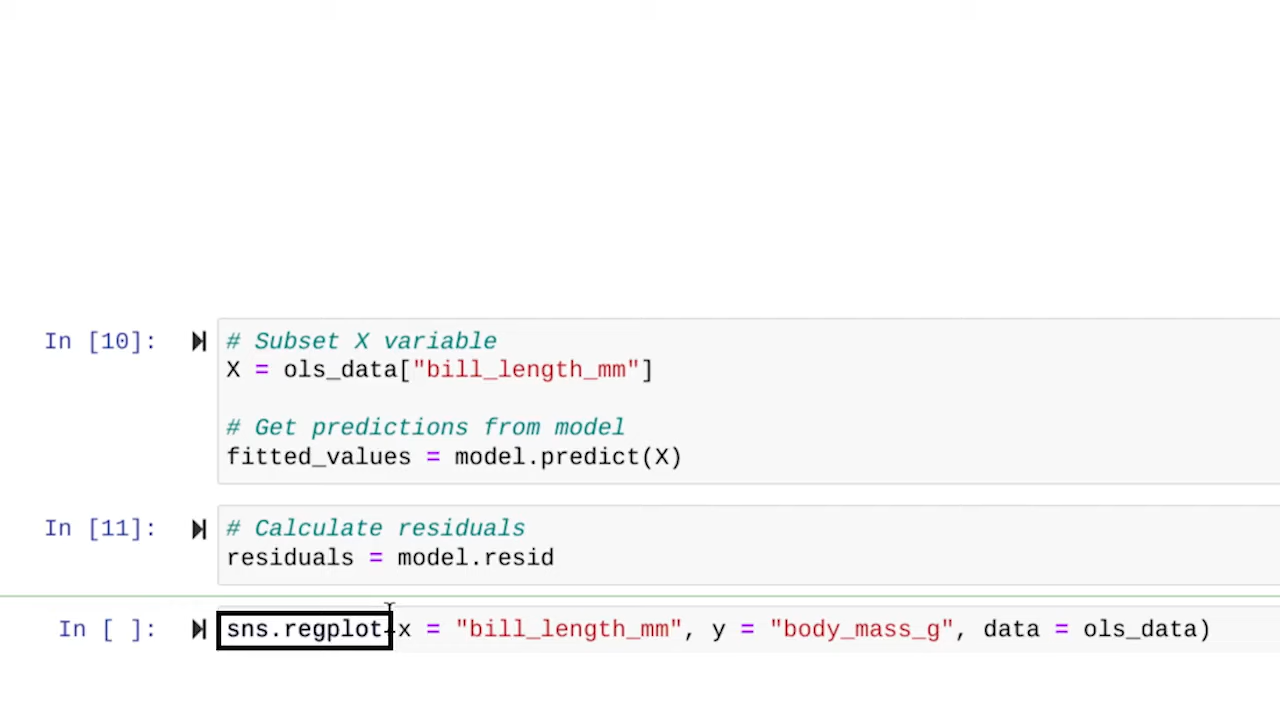 In [10]:
# Subset X variable
X = ols_data["bill_length_mm"]
# Get predictions from model
fitted_values = model.predict(X)
In [11]:
# Calculate residuals
residuals = model.resid
In [ ]:
sns.regplot(x = "bill_length_mm", y = "body_mass_g", data = ols_data)